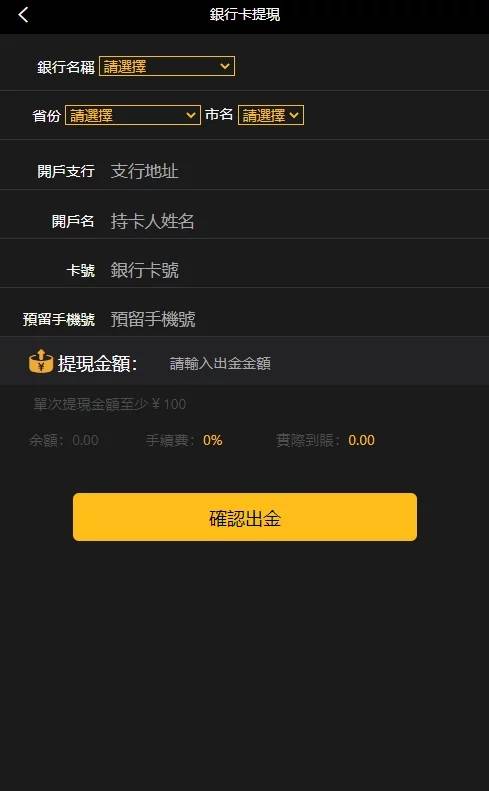 銀行卡提現
銀行名稱 請選擇
省份 請選擇 市名 請選擇
開戶支行 支行地址
開戶名 持卡人姓名
卡號 銀行卡號
預留手機號 預留手機號
¥ 提現金額： 請輸入出金金額
單次提現金額至少¥100
余額：0.00 手續費：0% 實際到賬：0.00
確認出金